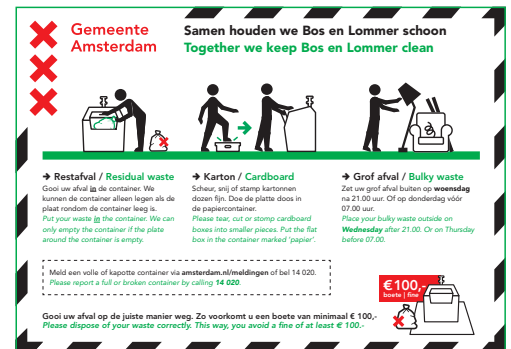 Gemeente
Amsterdam
Samen houden we Bos en Lommer schoon
Together we keep Bos en Lommer clean
→ Restafval / Residual waste
Gooi uw afval in de container. We
kunnen de container alleen legen als de
plaat rondom de container leeg is.
Put your waste in the container. We can
only empty the container if the plate
around the container is empty.
→ Karton / Cardboard
Scheur, snij of stamp kartonnen
dozen fijn. Doe de platte doos in
de papiercontainer.
Please tear, cut or stomp cardboard
boxes into smaller pieces. Put the flat
box in the container marked ‘papier’.
→ Grof afval / Bulky waste
Zet uw grof afval buiten op woensdag
na 21.00 uur. Of op donderdag vóór
07.00 uur.
Place your bulky waste outside on
Wednesday after 21.00. Or on Thursday
before 07.00.
Meld een volle of kapotte container via amsterdam.nl/meldingen of bel 14 020.
Please report a full or broken container by calling 14 020.
€100,-
boete | fine
Gooi uw afval op de juiste manier weg. Zo voorkomt u een boete van minimaal € 100,-
Please dispose of your waste correctly. This way, you avoid a fine of at least € 100.-